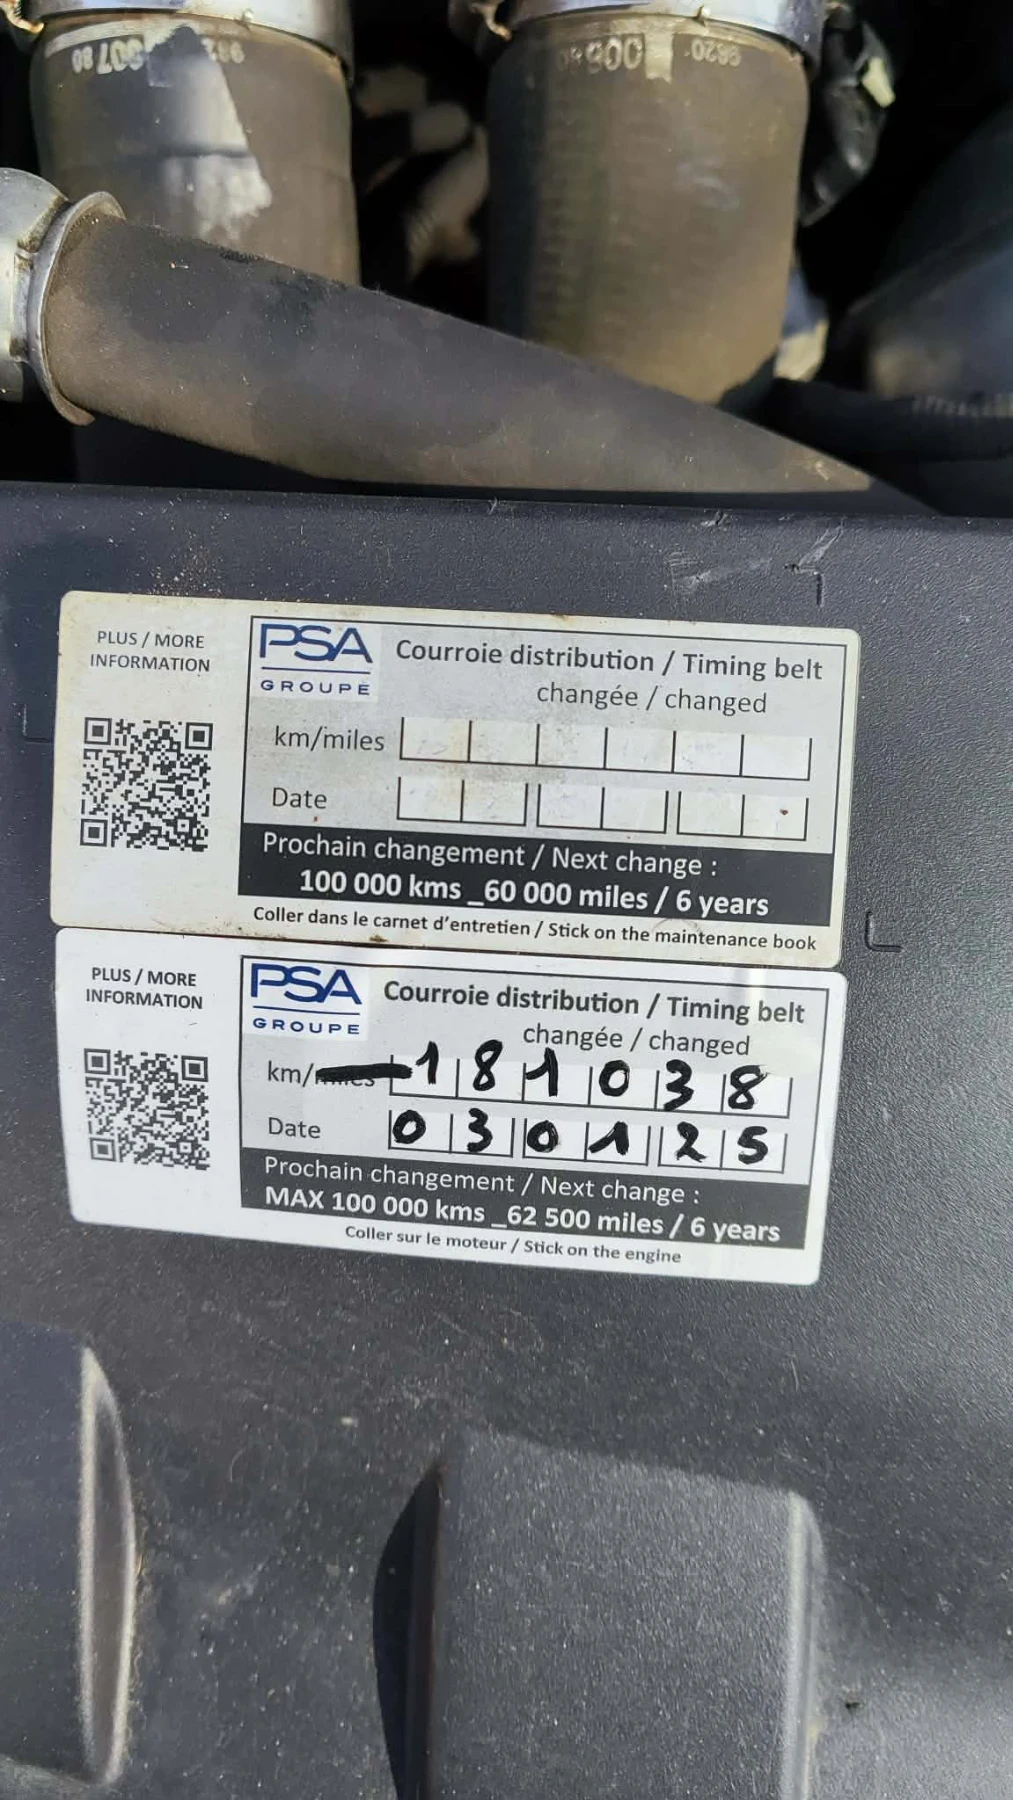 PLUS / MORE
INFORMATION
PSA
GROUPE
Courroie distribution / Timing belt
changée / changed
km/miles
Date
Prochain changement / Next change :
100 000 kms _60 000 miles / 6 years
Coller dans le carnet d'entretien / Stick on the maintenance book
PLUS / MORE
INFORMATION
PSA
GROUPE
Courroie distribution / Timing belt
changée / changed
km/ 181038
Date 030125
Prochain changement / Next change :
MAX 100 000 kms _62 500 miles / 6 years
Coller sur le moteur / Stick on the engine